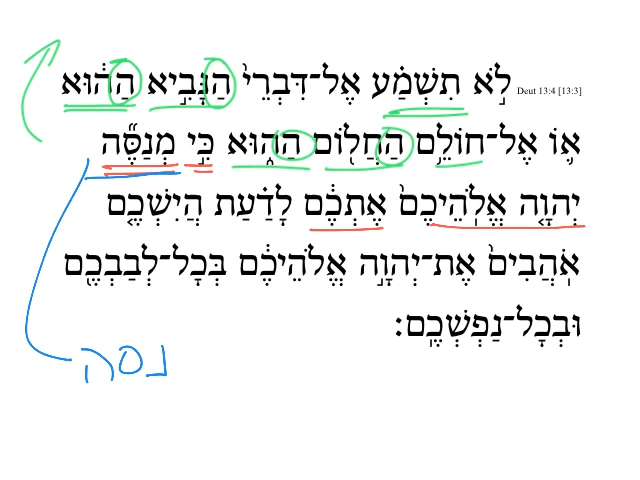 Deut 13:4 [13:3] לֹ֣א תִשְׁמַ֗ע אֶל־דִּבְרֵי֙ הַנָּבִ֣יא הַה֔וּא
א֛וֹ אֶל־חוֹלֵ֥ם הַחֲל֖וֹם הַה֑וּא כִּ֣י מְנַסֶּ֞ה
יְהוָ֤ה אֱלֹֽהֵיכֶם֙ אֶתְכֶ֔ם לָדַ֗עַת הֲיִשְׁכֶ֤ם
אֹֽהֲבִים֙ אֶת־יְהוָ֣ה אֱלֹהֵיכֶ֔ם בְּכָל־לְבַבְכֶ֖ם
וּבְכָל־נַפְשְׁכֶֽם׃
נסה